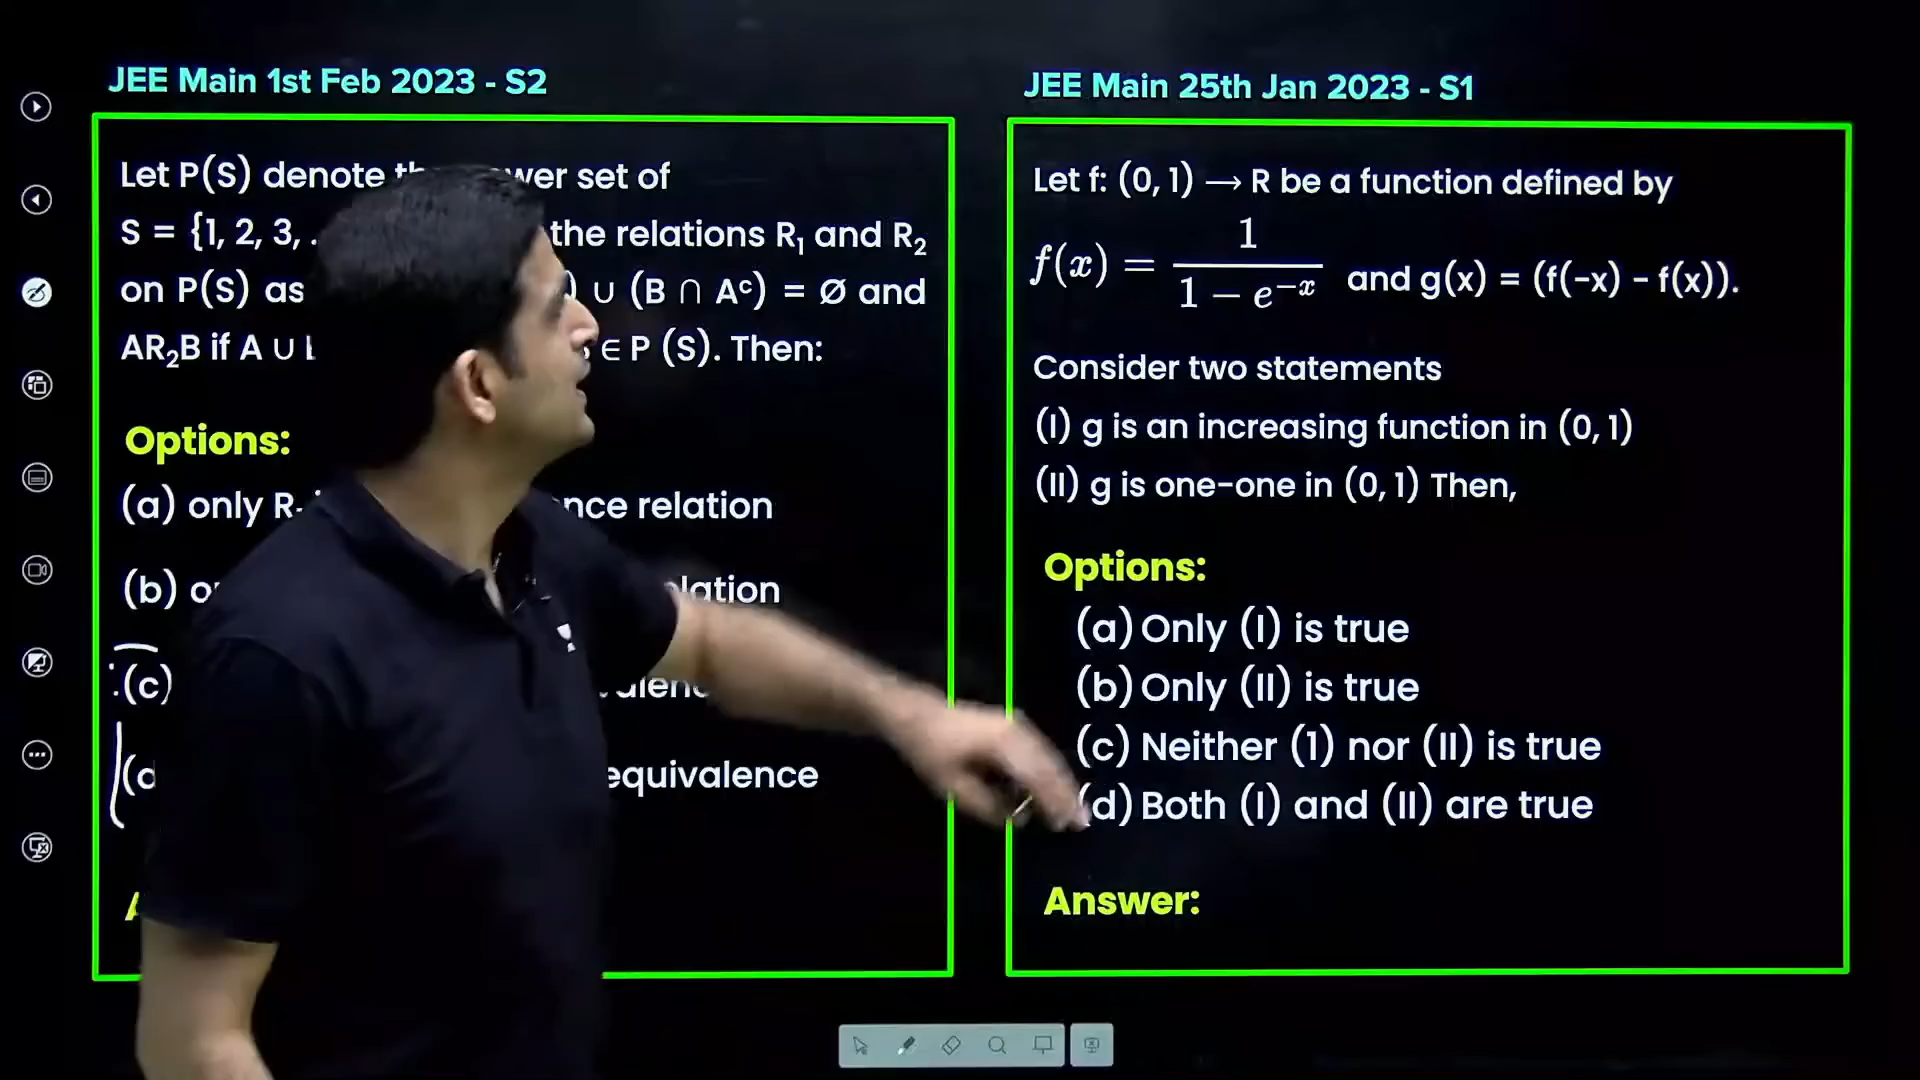 JEE Main 1st Feb 2023 - S2
Let P(S) denote wer set of
S = {1, 2, 3, the relations R₁ and R₂
on P(S) as ) ∪ (B ∩ Aᶜ) = Ø and
AR₂B if A ∪ ∈ P (S). Then:
Options:
(a) only R nce relation
(b) lation
(c)
equivalence
JEE Main 25th Jan 2023 - S1
Let f: (0, 1) → R be a function defined by
f(x) = 1 / (1 − e^(−x)) and g(x) = (f(-x) - f(x)).
Consider two statements
(I) g is an increasing function in (0, 1)
(II) g is one-one in (0, 1) Then,
Options:
(a) Only (I) is true
(b) Only (II) is true
(c) Neither (1) nor (II) is true
(d) Both (I) and (II) are true
Answer: